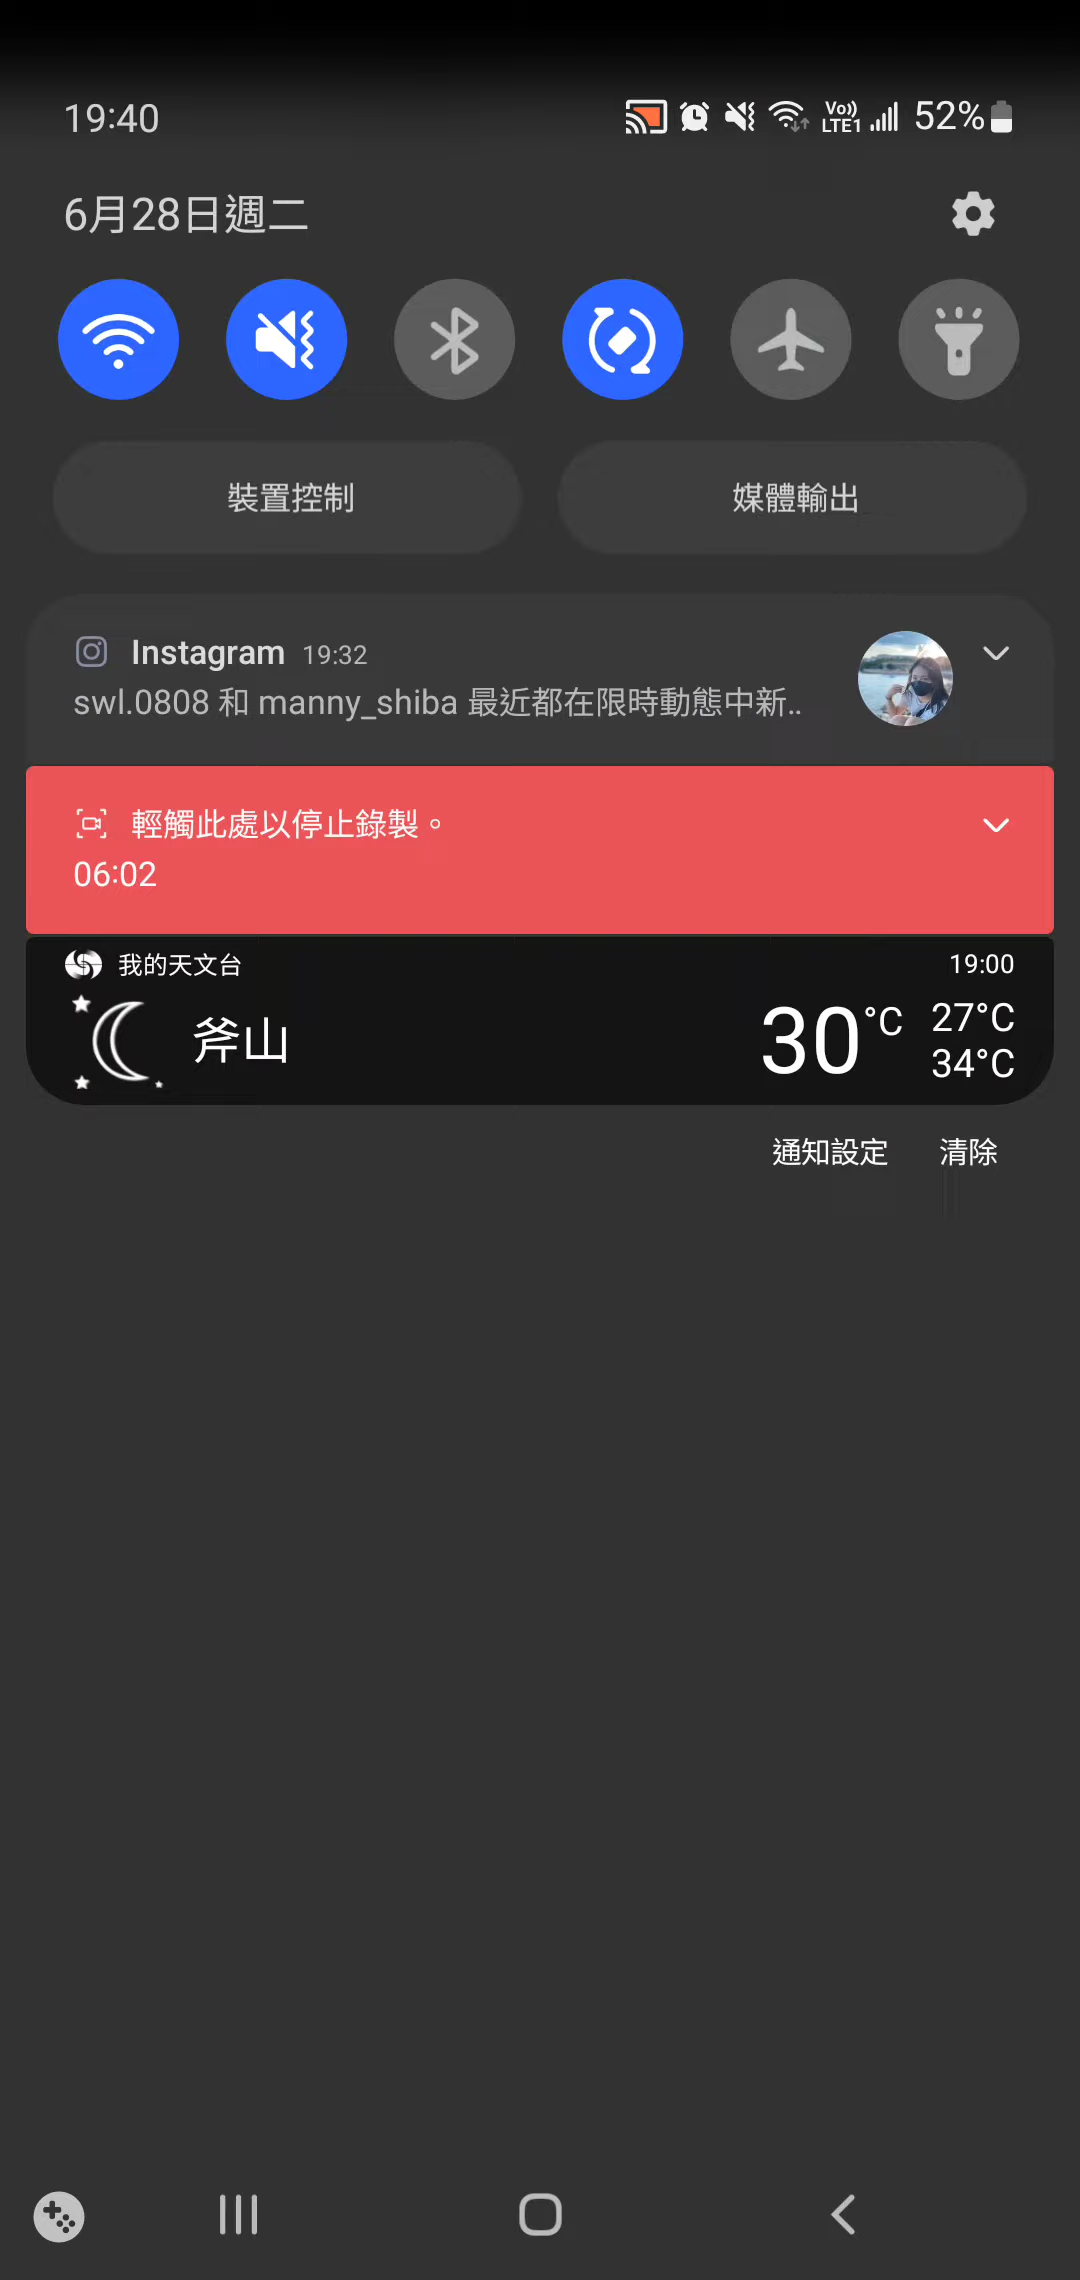 19:40
Vo)) LTE1 52%
6月28日週二
裝置控制
媒體輸出
Instagram 19:32
swl.0808 和 manny_shiba 最近都在限時動態中新..
輕觸此處以停止錄製。
06:02
我的天文台 19:00
斧山 30°C 27°C
34°C
通知設定 清除